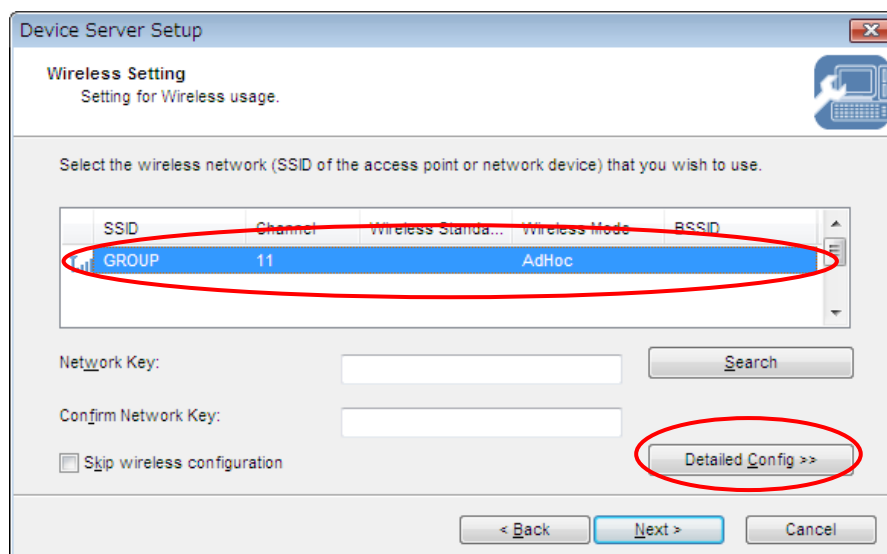 Device Server Setup
Wireless Setting
Setting for Wireless usage.
Select the wireless network (SSID of the access point or network device) that you wish to use.
SSID Channel Wireless Standa... Wireless Mode BSSID
GROUP 11 AdHoc
Network Key:
Search
Confirm Network Key:
Skip wireless configuration
Detailed Config >>
< Back Next > Cancel